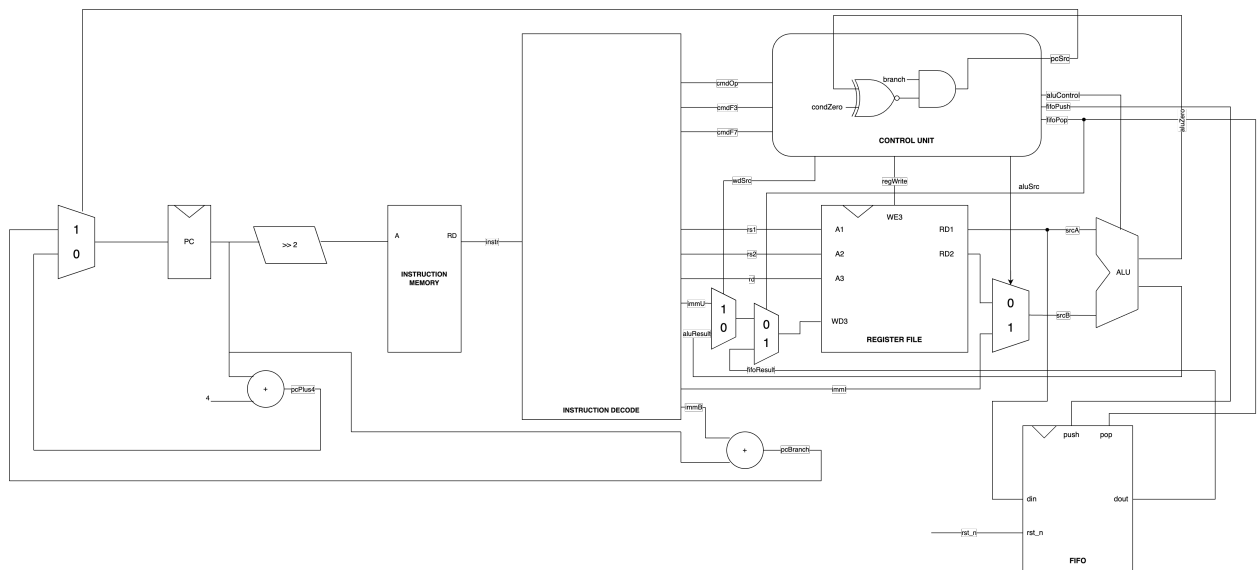 pcSrc
branch
condZero
CONTROL UNIT
cmdOp
cmdF3
cmdF7
aluControl
fifoPush
fifoPop
aluZero
wdSrc
regWrite
aluSrc
1
0
PC
>> 2
A
RD
INSTRUCTION
MEMORY
instr
INSTRUCTION DECODE
rs1
rs2
rd
immU
aluResult
1
0
0
1
fifoResult
WE3
A1
A2
A3
WD3
RD1
RD2
REGISTER FILE
0
1
srcA
srcB
ALU
immI
immB
+
pcBranch
+
4
pcPlus4
push
pop
din
dout
rst_n
rst_n
FIFO